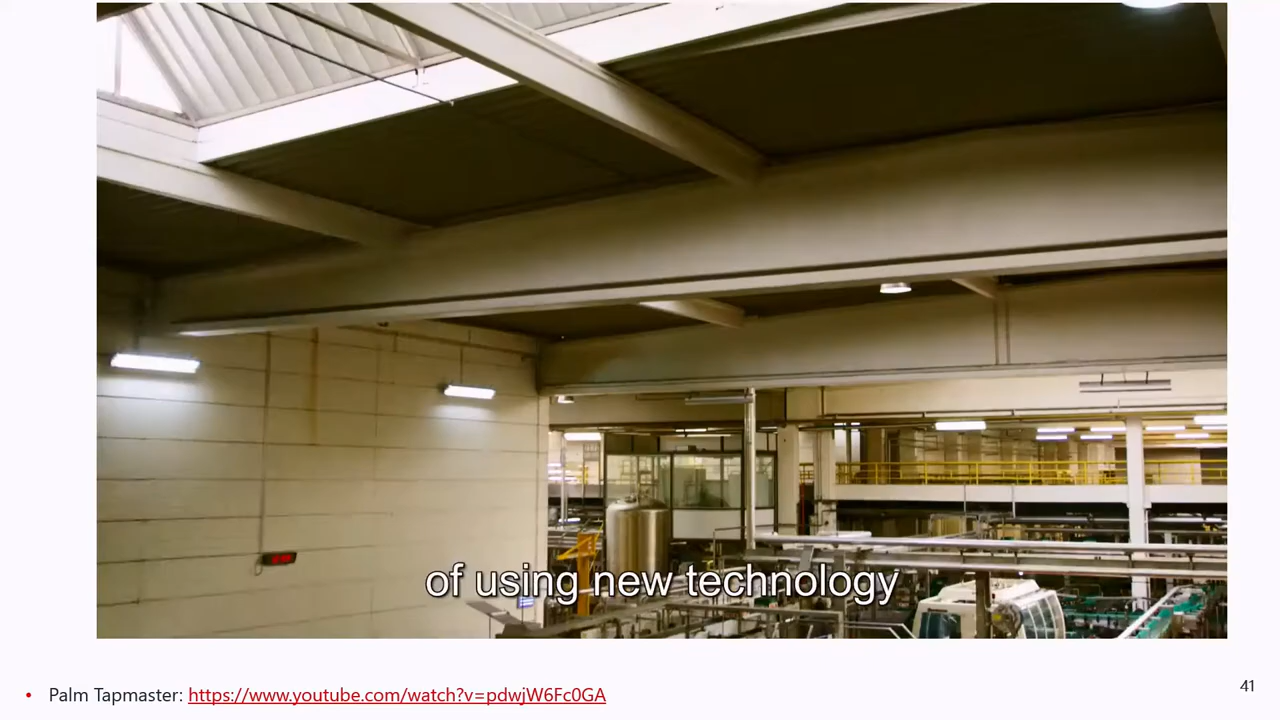 of using new technology
• Palm Tapmaster: https://www.youtube.com/watch?v=pdwjW6Fc0GA
41